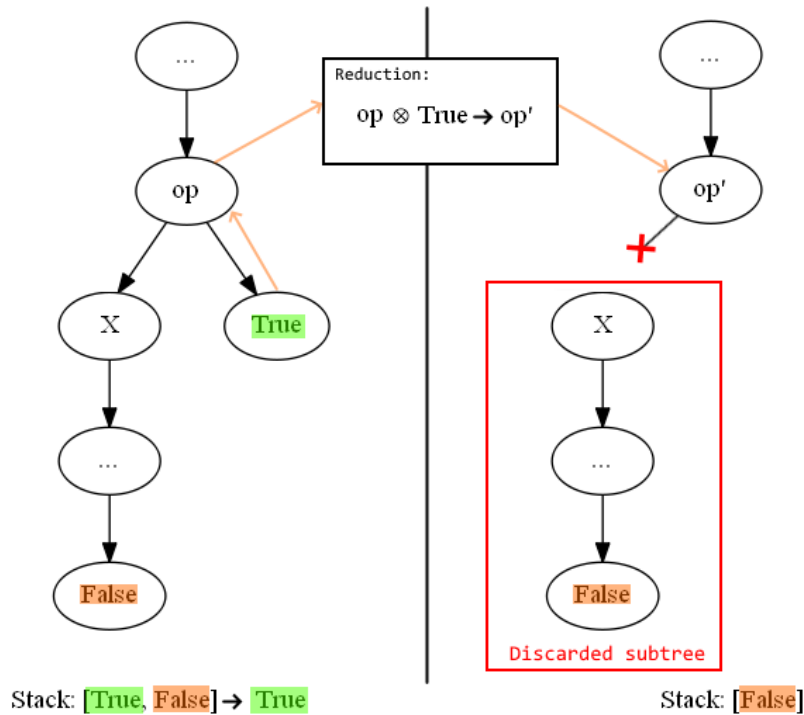 ...
op
X
True
...
False
Stack: [True, False] → True
Reduction:
op ⊗ True → op′
...
op′
X
...
False
Discarded subtree
Stack: [False]